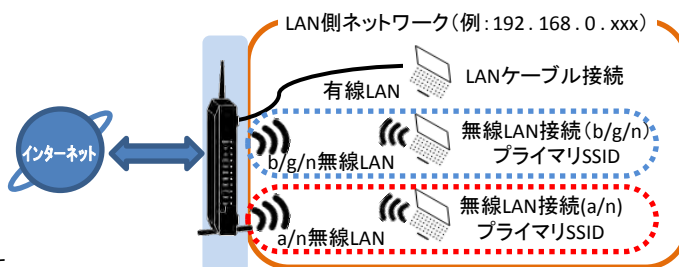 LAN側ネットワーク(例:192.168.0.xxx)
LANケーブル接続
有線LAN
インターネット
無線LAN接続(b/g/n)
プライマリSSID
b/g/n無線LAN
無線LAN接続(a/n)
プライマリSSID
a/n無線LAN